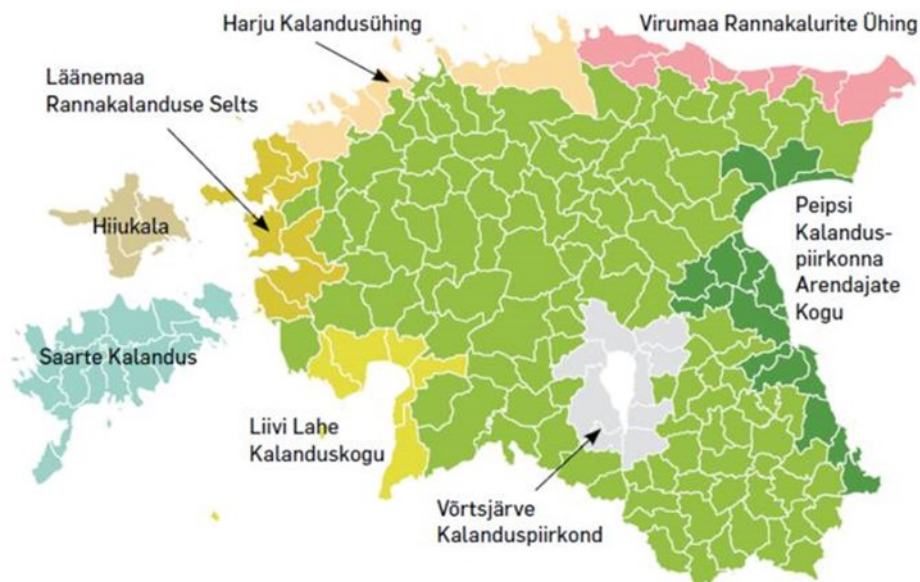 Harju Kalandusühing
Virumaa Rannakalurite Ühing
Läänemaa
Rannakalanduse Selts
Hiiukala
Peipsi
Kalandus-
piirkonna
Arendajate
Kogu
Saarte Kalandus
Liivi Lahe
Kalanduskogu
Võrtsjärve
Kalanduspiirkond